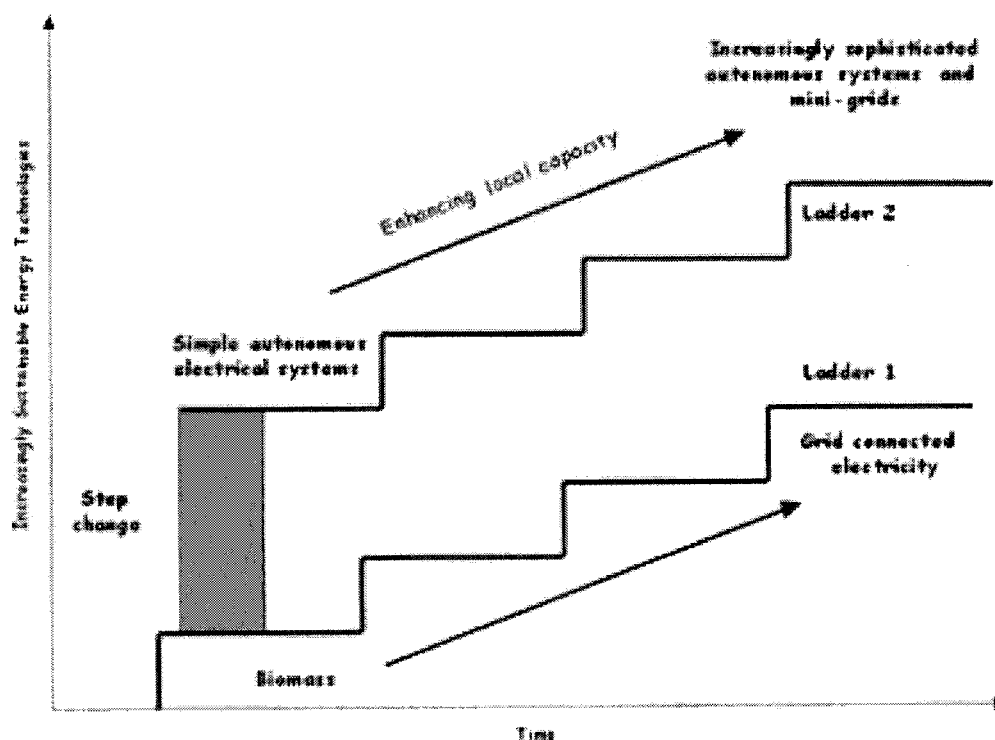 Increasingly sophisticated
autonomous systems and
mini-grids
Enhancing local capacity
Ladder 2
Simple autonomous
electrical systems
Ladder 1
Grid connected
electricity
Step
change
Biomass
Increasingly Sustainable Energy Technologies
Time